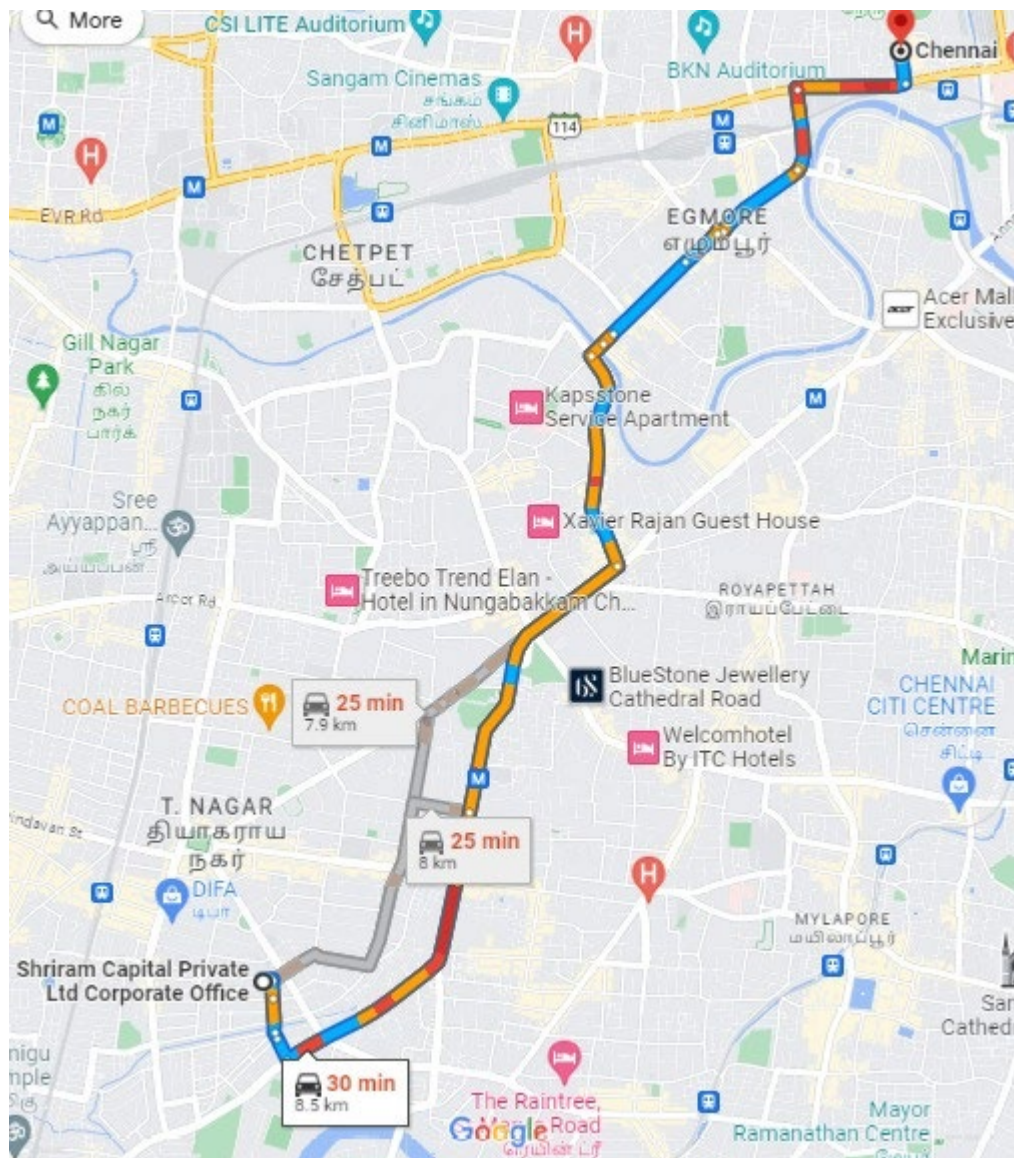 More
CSI LITE Auditorium
Chennai
BKN Auditorium
Sangam Cinemas
சங்கம்
சினிமாஸ்
114
M
H
EVR Rd
EGMORE
எழும்பூர்
CHETPET
சேத்பட்
acer
Acer Mall
Exclusive
Gill Nagar
Park
கில்
நகர்
பார்க்
Kapsstone
Service Apartment
Sree
Ayyappan...
ஸ்ரீ
அய்யப்பன்...
Xavier Rajan Guest House
Treebo Trend Elan -
Hotel in Nungabakkam Ch...
Arcot Rd
ROYAPETTAH
இராயப்பேட்டை
BlueStone Jewellery
Cathedral Road
CHENNAI
CITI CENTRE
சென்னை
சிட்டி
COAL BARBECUES
25 min
7.9 km
Welcomhotel
By ITC Hotels
T. NAGAR
தியாகராய
நகர்
25 min
8 km
DIFA
டிபா
MYLAPORE
மயிலாப்பூர்
Shriram Capital Private
Ltd Corporate Office
30 min
8.5 km
The Raintree,
Road
Google
Mayor
Ramanathan Centre